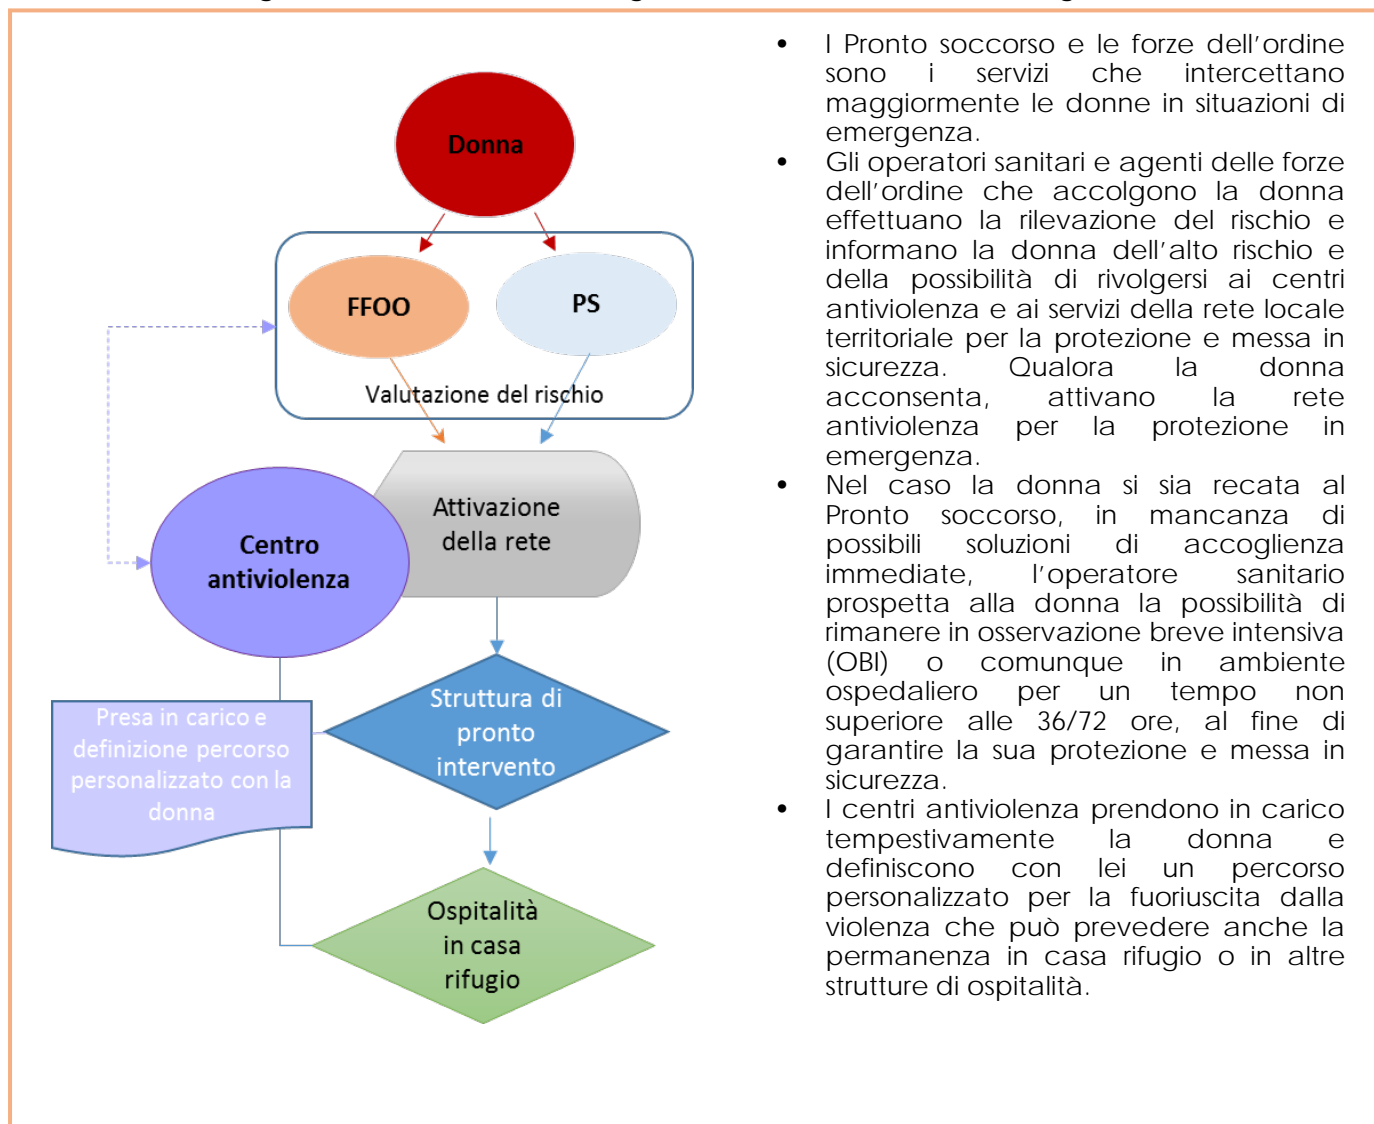 Donna
FFOO
PS
Valutazione del rischio
Attivazione
della rete
Centro
antiviolenza
Struttura di
pronto
intervento
Presa in carico e
definizione percorso
personalizzato con la
donna
Ospitalità
in casa
rifugio
• I Pronto soccorso e le forze dell'ordine
sono i servizi che intercettano
maggiormente le donne in situazioni di
emergenza.
• Gli operatori sanitari e agenti delle forze
dell'ordine che accolgono la donna
effettuano la rilevazione del rischio e
informano la donna dell'alto rischio e
della possibilità di rivolgersi ai centri
antiviolenza e ai servizi della rete locale
territoriale per la protezione e messa in
sicurezza. Qualora la donna
acconsenta, attivano la rete
antiviolenza per la protezione in
emergenza.
• Nel caso la donna si sia recata al
Pronto soccorso, in mancanza di
possibili soluzioni di accoglienza
immediate, l'operatore sanitario
prospetta alla donna la possibilità di
rimanere in osservazione breve intensiva
(OBI) o comunque in ambiente
ospedaliero per un tempo non
superiore alle 36/72 ore, al fine di
garantire la sua protezione e messa in
sicurezza.
• I centri antiviolenza prendono in carico
tempestivamente la donna e
definiscono con lei un percorso
personalizzato per la fuoriuscita dalla
violenza che può prevedere anche la
permanenza in casa rifugio o in altre
strutture di ospitalità.